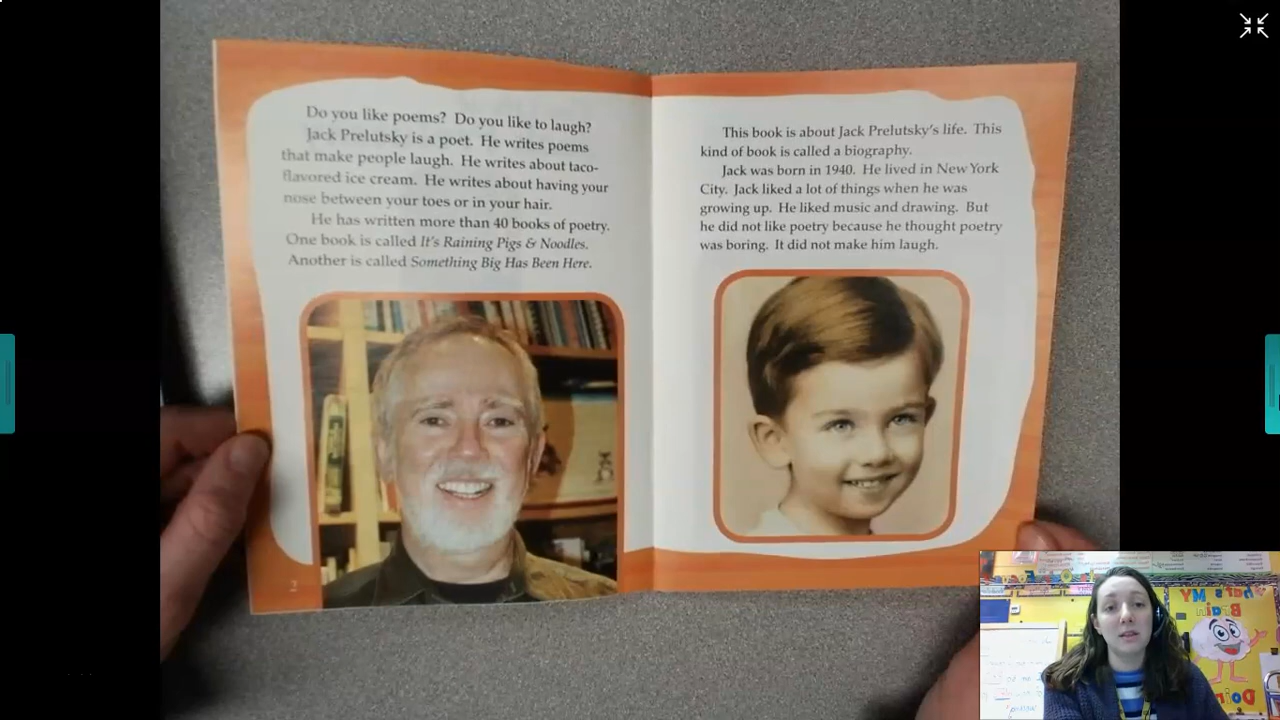 Do you like poems? Do you like to laugh?
Jack Prelutsky is a poet. He writes poems
that make people laugh. He writes about taco-
flavored ice cream. He writes about having your
nose between your toes or in your hair.
He has written more than 40 books of poetry.
One book is called It's Raining Pigs & Noodles.
Another is called Something Big Has Been Here.
2
This book is about Jack Prelutsky's life. This
kind of book is called a biography.
Jack was born in 1940. He lived in New York
City. Jack liked a lot of things when he was
growing up. He liked music and drawing. But
he did not like poetry because he thought poetry
was boring. It did not make him laugh.